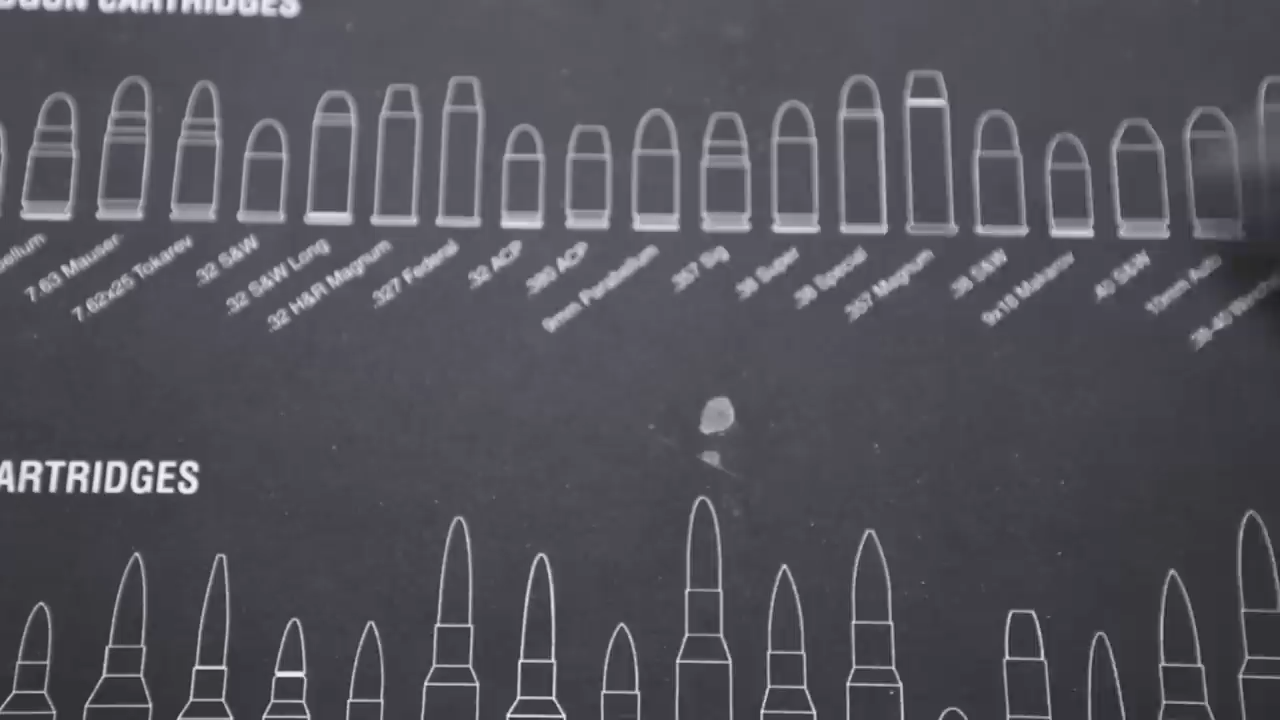 CARTRIDGES
7.63 Mauser
7.62x25 Tokarev
.32 S&W
.32 S&W Long
.32 H&R Magnum
.327 Federal
.32 ACP
.380 ACP
9mm Parabellum
.357 Sig
.38 Super
.38 Special
.357 Magnum
.38 S&W
9x18 Makarov
.40 S&W
10mm Auto
ARTRIDGES